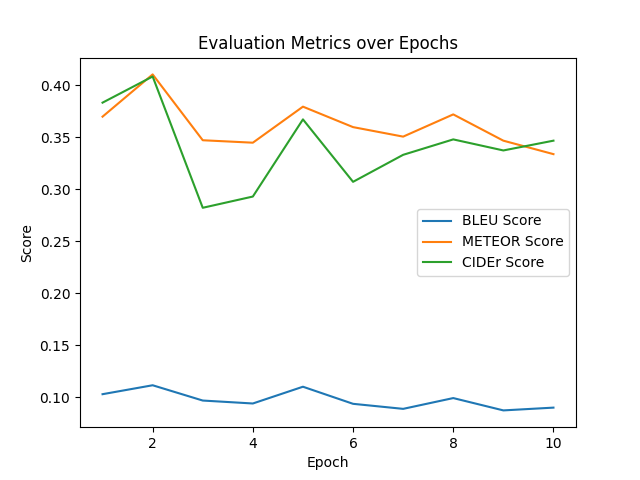 Evaluation Metrics over Epochs
Score
0.40
0.35
0.30
0.25
0.20
0.15
0.10
BLEU Score
METEOR Score
CIDEr Score
2
4
6
8
10
Epoch